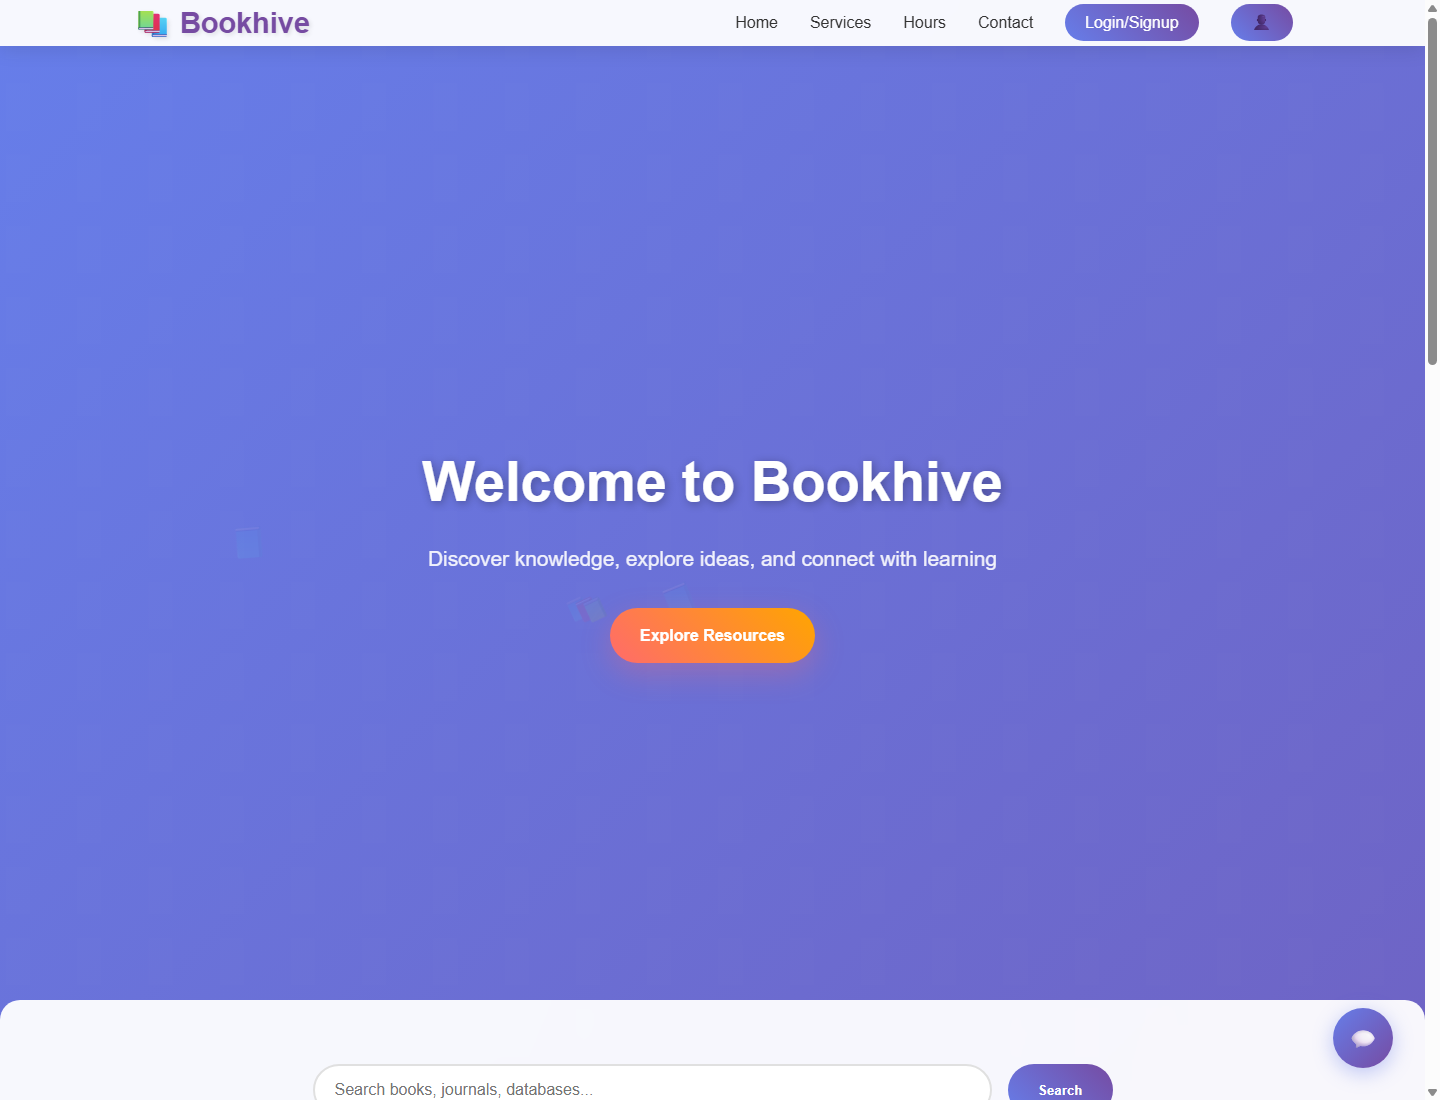 Bookhive
Home
Services
Hours
Contact
Login/Signup
Welcome to Bookhive
Discover knowledge, explore ideas, and connect with learning
Explore Resources
Search books, journals, databases...
Search